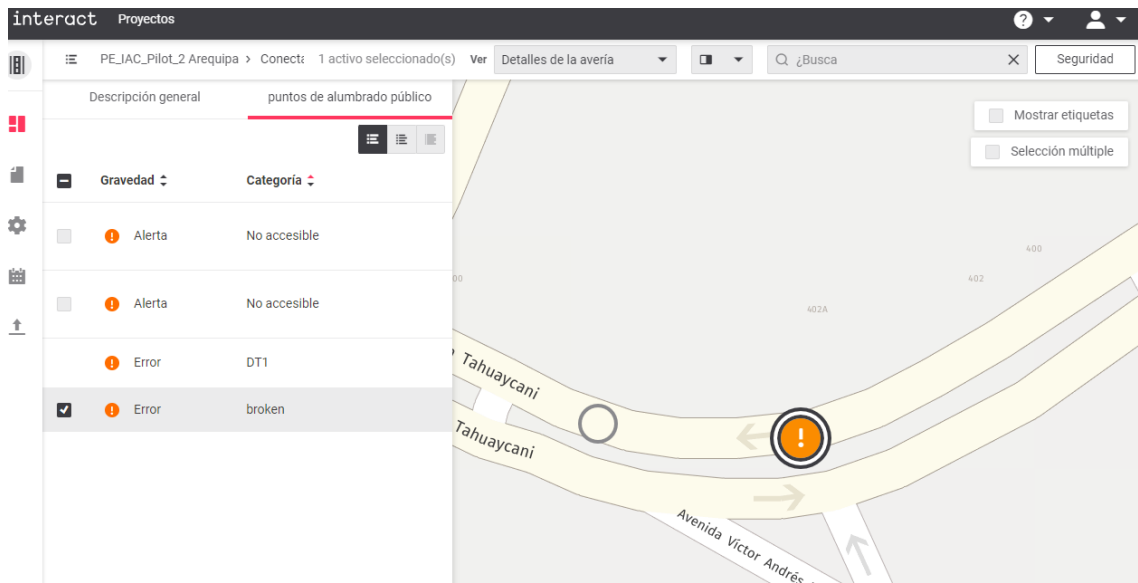 interact Proyectos
PE_IAC_Pilot_2 Arequipa > Conecta 1 activo seleccionado(s) Ver Detalles de la avería ¿Busca Seguridad
Descripción general puntos de alumbrado público
Mostrar etiquetas
Selección múltiple
Gravedad Categoría
Alerta No accesible
400
00
402
Alerta No accesible
402A
Error DT1
Tahuaycani
Error broken
Tahuaycani
Avenida Víctor Andrés